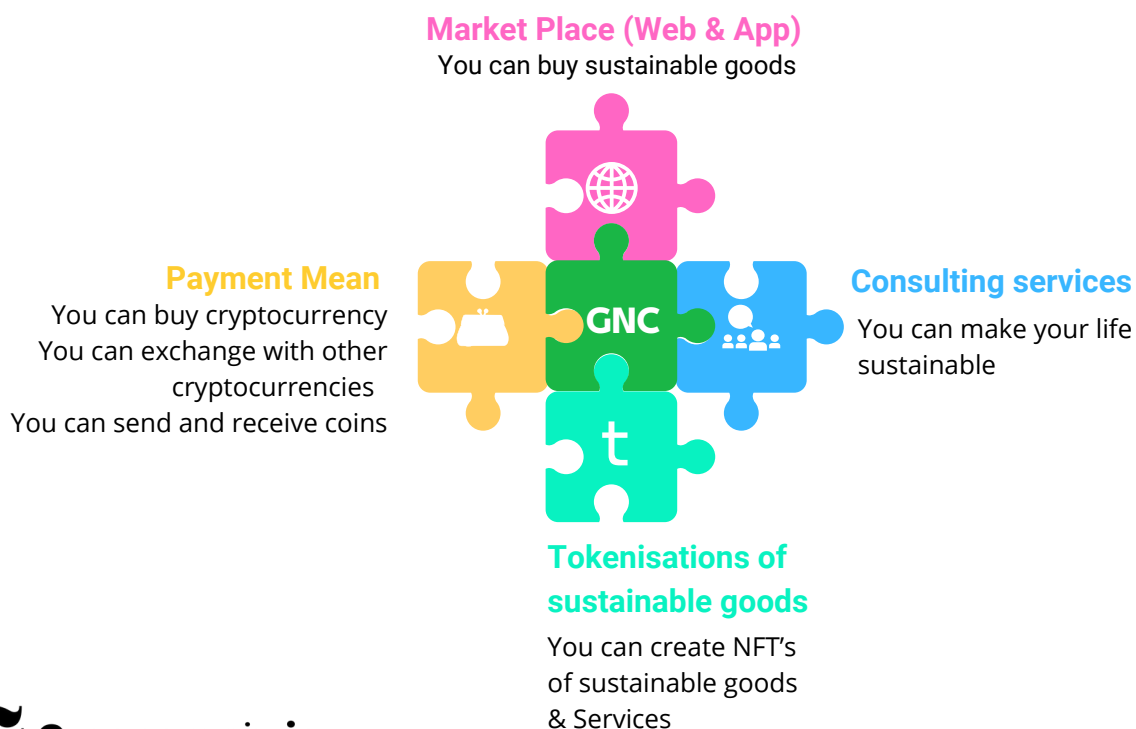 Market Place (Web & App)
You can buy sustainable goods
Payment Mean
You can buy cryptocurrency
You can exchange with other
cryptocurrencies
You can send and receive coins
GNC
Consulting services
You can make your life
sustainable
t
Tokenisations of
sustainable goods
You can create NFT's
of sustainable goods
& Services